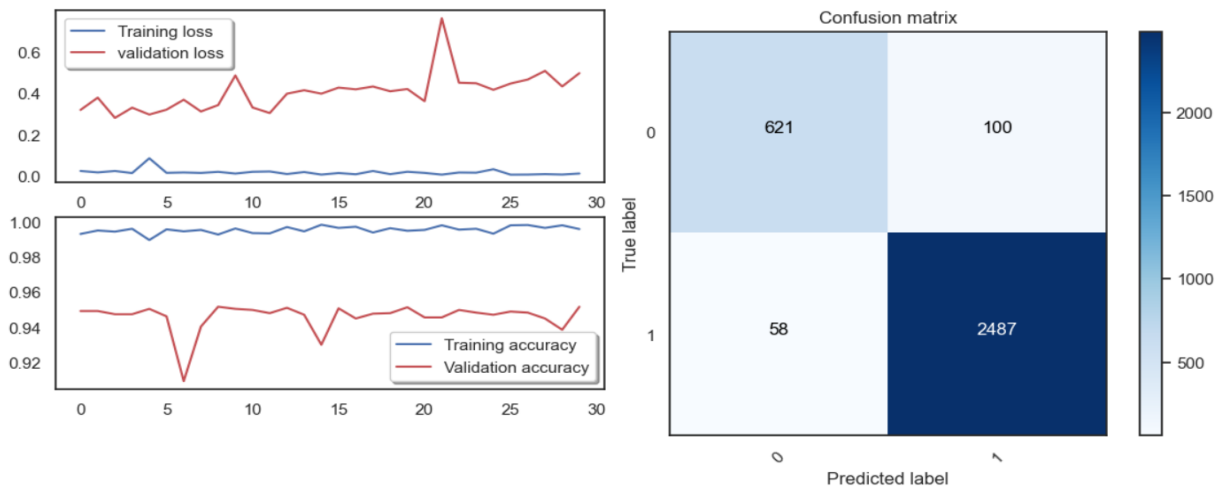 Training loss
validation loss
0.6
0.4
0.2
0.0
0 5 10 15 20 25 30
1.00
0.98
0.96
0.94
0.92
Training accuracy
Validation accuracy
0 5 10 15 20 25 30
Confusion matrix
True label
0
1
621 100
58 2487
0 1
Predicted label
2000
1500
1000
500